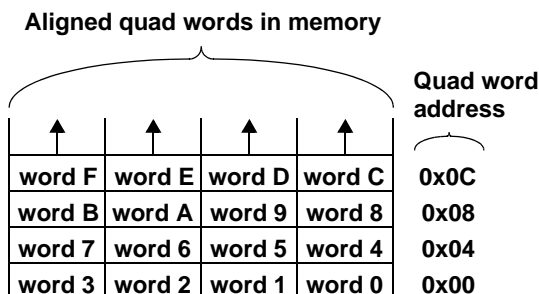 Aligned quad words in memory
Quad word
address
word F word E word D word C 0x0C
word B word A word 9 word 8 0x08
word 7 word 6 word 5 word 4 0x04
word 3 word 2 word 1 word 0 0x00